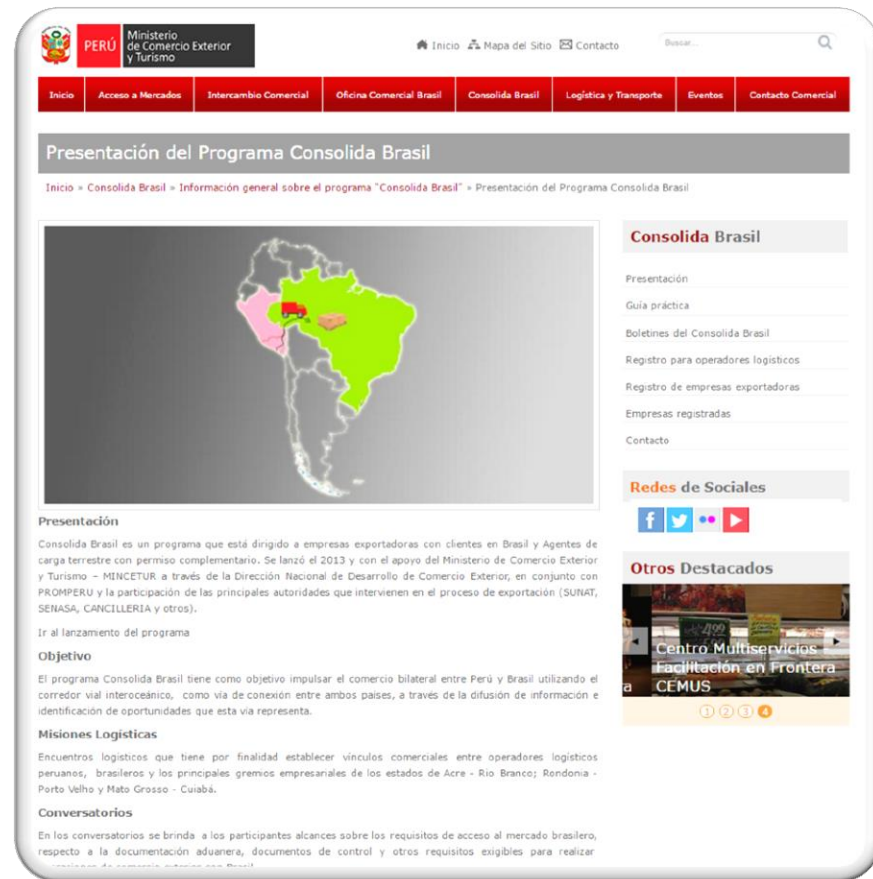 PERÚ
Ministerio
de Comercio Exterior
y Turismo
Inicio Mapa del Sitio Contacto
Buscar...
Inicio Acceso a Mercados Intercambio Comercial Oficina Comercial Brasil Consolida Brasil Logística y Transporte Eventos Contacto Comercial
Presentación del Programa Consolida Brasil
Inicio » Consolida Brasil » Información general sobre el programa "Consolida Brasil" » Presentación del Programa Consolida Brasil
Presentación
Consolida Brasil es un programa que está dirigido a empresas exportadoras con clientes en Brasil y Agentes de
carga terrestre con permiso complementario. Se lanzó el 2013 y con el apoyo del Ministerio de Comercio Exterior
y Turismo – MINCETUR a través de la Dirección Nacional de Desarrollo de Comercio Exterior, en conjunto con
PROMPERU y la participación de las principales autoridades que intervienen en el proceso de exportación (SUNAT,
SENASA, CANCILLERIA y otros).
Ir al lanzamiento del programa
Objetivo
El programa Consolida Brasil tiene como objetivo impulsar el comercio bilateral entre Perú y Brasil utilizando el
corredor vial interoceánico, como vía de conexión entre ambos paises, a través de la difusión de información e
identificación de oportunidades que esta vía representa.
Misiones Logísticas
Encuentros logísticos que tiene por finalidad establecer vínculos comerciales entre operadores logísticos
peruanos, brasileros y los principales gremios empresariales de los estados de Acre - Rio Branco; Rondonia -
Porto Velho y Mato Grosso - Cuiabá.
Conversatorios
En los conversatorios se brinda a los participantes alcances sobre los requisitos de acceso al mercado brasilero,
respecto a la documentación aduanera, documentos de control y otros requisitos exigibles para realizar
Consolida Brasil
Presentación
Guía práctica
Boletines del Consolida Brasil
Registro para operadores logísticos
Registro de empresas exportadoras
Empresas registradas
Contacto
Redes de Sociales
Otros Destacados
4.99
Centro Multiservicios -
Facilitación en Frontera
a CEMUS
1 2 3 4